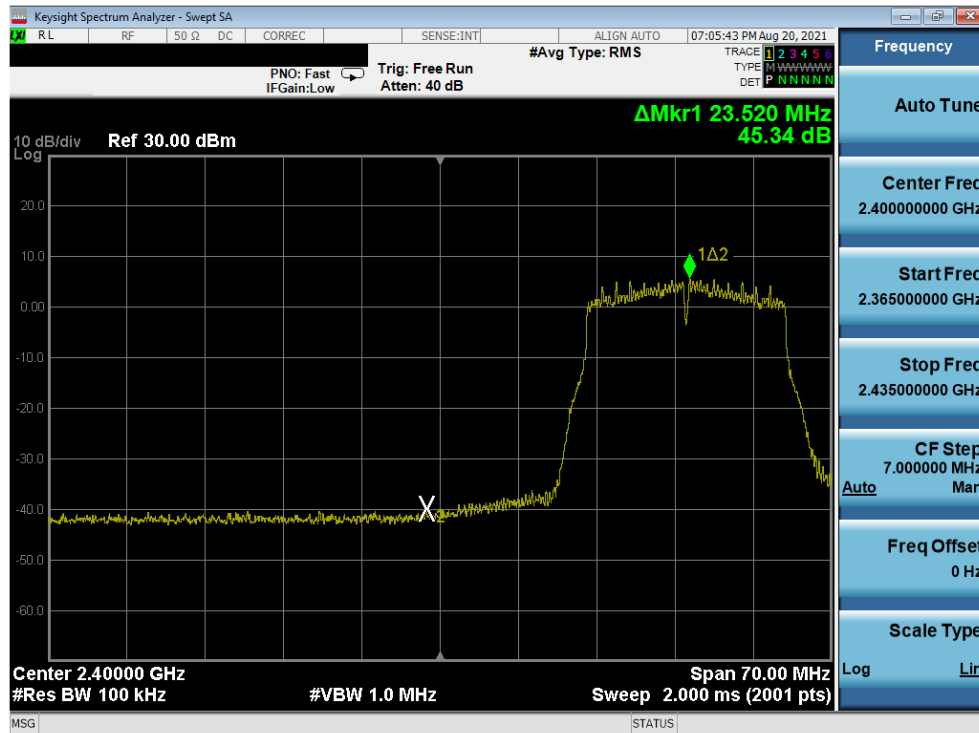 Keysight Spectrum Analyzer - Swept SA
LXI RL RF 50 Ω DC CORREC SENSE:INT ALIGN AUTO 07:05:43 PM Aug 20, 2021
#Avg Type: RMS
TRACE 1 2 3 4 5 6
PNO: Fast Trig: Free Run
TYPE M W W W W W
IFGain:Low Atten: 40 dB
DET P N N N N N
ΔMkr1 23.520 MHz
45.34 dB
10 dB/div Ref 30.00 dBm
Log
20.0
10.0
0.00
-10.0
-20.0
-30.0
-40.0
-50.0
-60.0
1Δ2
X2
Center 2.40000 GHz Span 70.00 MHz
#Res BW 100 kHz #VBW 1.0 MHz Sweep 2.000 ms (2001 pts)
MSG STATUS
Frequency
Auto Tune
Center Freq
2.400000000 GHz
Start Freq
2.365000000 GHz
Stop Freq
2.435000000 GHz
CF Step
7.000000 MHz
Auto Man
Freq Offset
0 Hz
Scale Type
Log Lin